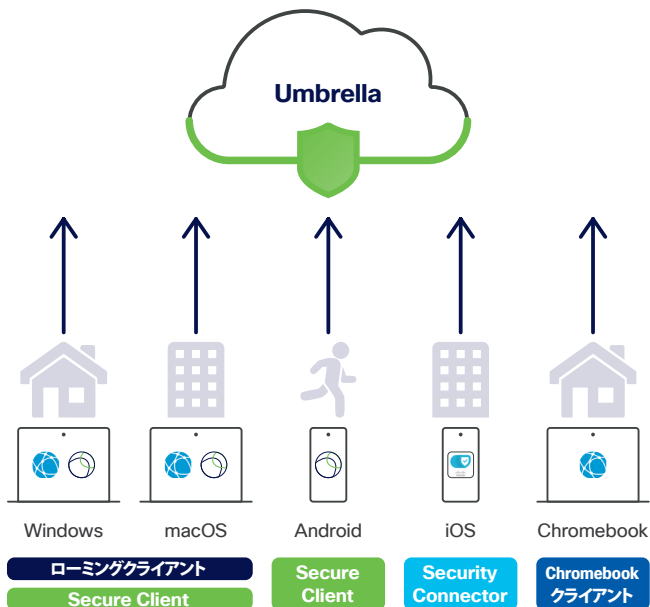 Umbrella
Windows
macOS
Android
iOS
Chromebook
ローミングクライアント
Secure Client
Secure
Client
Security
Connector
Chromebook
クライアント